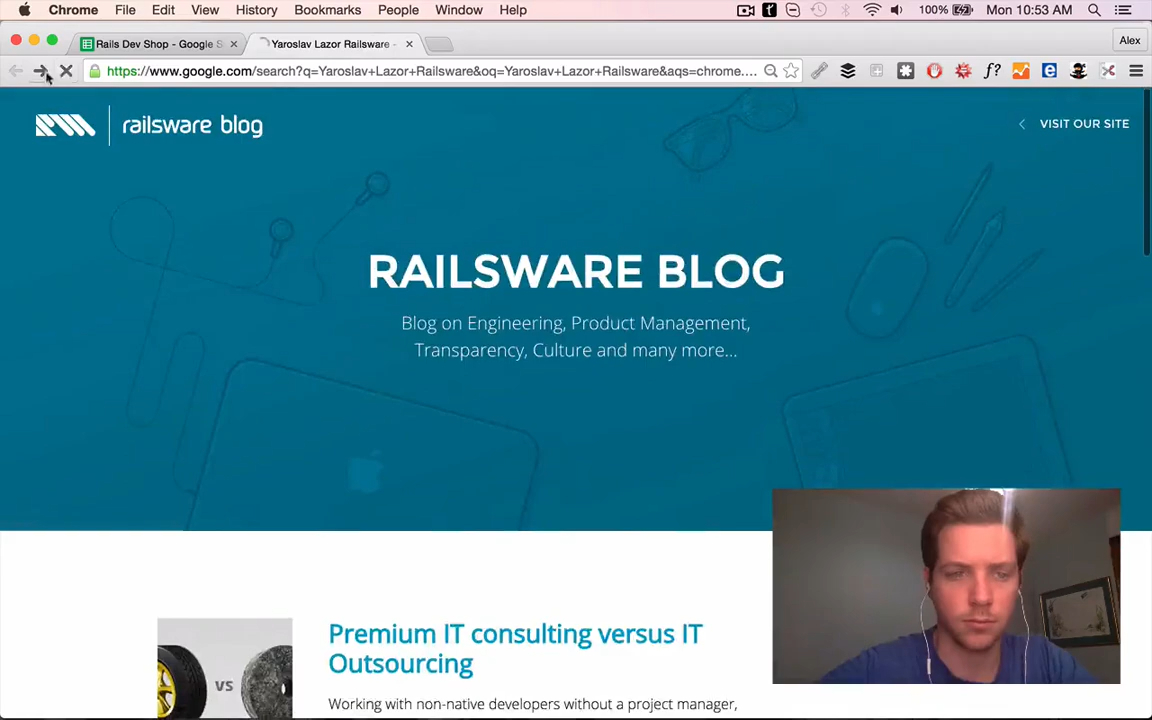 Chrome File Edit View History Bookmarks People Window Help
100% Mon 10:53 AM
Rails Dev Shop - Google S
Yaroslav Lazor Railsware -
Alex
https://www.google.com/search?q=Yaroslav+Lazor+Railsware&oq=Yaroslav+Lazor+Railsware&aqs=chrome....
railsware blog
VISIT OUR SITE
RAILSWARE BLOG
Blog on Engineering, Product Management,
Transparency, Culture and many more...
VS
Premium IT consulting versus IT
Outsourcing
Working with non-native developers without a project manager,